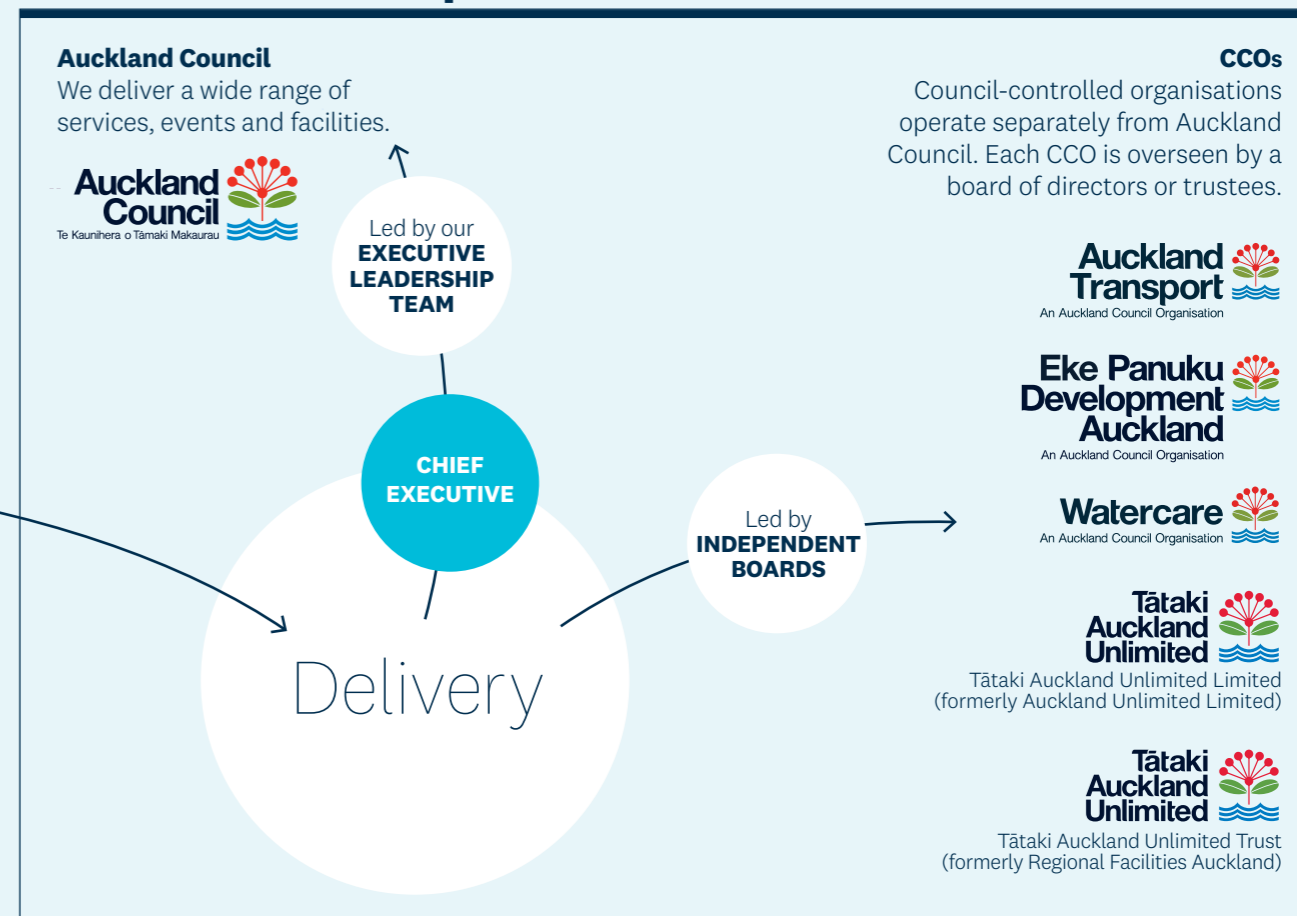 Auckland Council
We deliver a wide range of
services, events and facilities.
Auckland
Council
Te Kaunihera o Tāmaki Makaurau
Led by our
EXECUTIVE
LEADERSHIP
TEAM
CHIEF
EXECUTIVE
Delivery
Led by
INDEPENDENT
BOARDS
CCOs
Council-controlled organisations
operate separately from Auckland
Council. Each CCO is overseen by a
board of directors or trustees.
Auckland
Transport
An Auckland Council Organisation
Eke Panuku
Development
Auckland
An Auckland Council Organisation
Watercare
An Auckland Council Organisation
Tātaki
Auckland
Unlimited
Tātaki Auckland Unlimited Limited
(formerly Auckland Unlimited Limited)
Tātaki
Auckland
Unlimited
Tātaki Auckland Unlimited Trust
(formerly Regional Facilities Auckland)